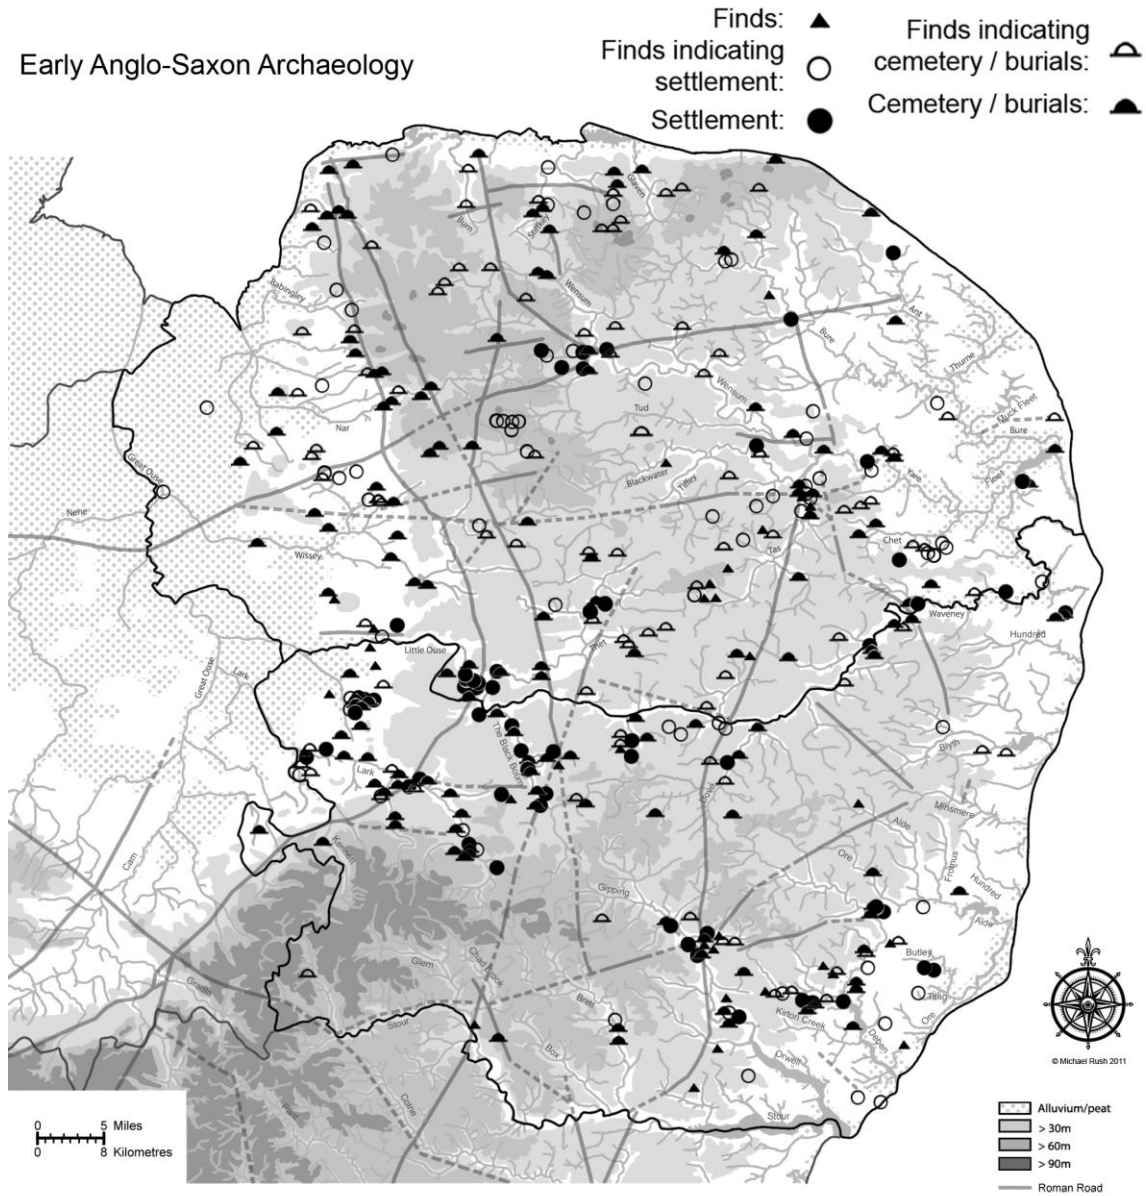 Early Anglo-Saxon Archaeology
Finds:
Finds indicating
settlement:
Settlement:
Finds indicating
cemetery / burials:
Cemetery / burials:
Glaven
Burn
Stiffkey
Babingley
Wensum
Ant
Bure
Thurne
Wensum
Muck Fleet
Bure
Nar
Tud
Great Ouse
Blackwater
Tiffey
Yare
Fleet
Nene
Wissey
Tas
Chet
Waveney
Hundred
Thet
Little Ouse
Great Ouse
Lark
The Black Bourn
Blyth
Lark
Dove
Minsmere
Alde
Cam
Kennett
Ore
Fromus
Hundred
Gipping
Alde
Butley
Glem
Chad Brook
Granta
Brett
Tang
Ore
Stour
Kirton Creek
Deben
Box
Orwell
Colne
Stour
© Michael Rush 2011
0 5 Miles
0 8 Kilometres
Alluvium/peat
> 30m
> 60m
> 90m
Roman Road